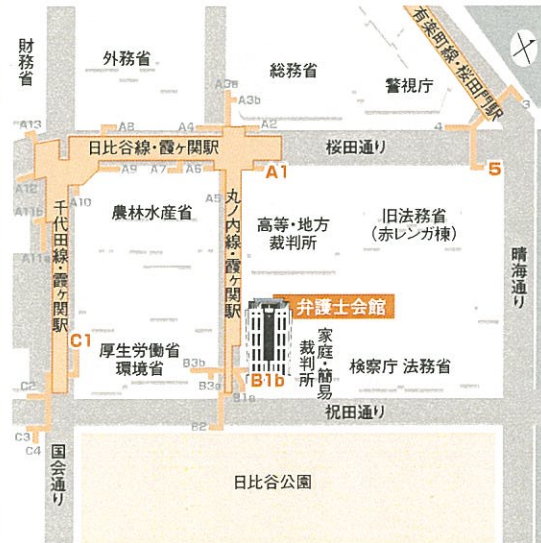 財務省
外務省
総務省
警視庁
有楽町線・桜田門駅
A3a
A3b
A13
A8
A4
A2
4
3
日比谷線・霞ヶ関駅
桜田通り
A12
A10
A9
A7
A6
A5
A1
5
A11b
A11a
千代田線・霞ヶ関駅
農林水産省
丸ノ内線・霞ヶ関駅
高等・地方
裁判所
旧法務省
(赤レンガ棟)
晴海通り
弁護士会館
C1
厚生労働省
環境省
B3b
B3a
B1b
B1a
家庭・簡易
裁判所
検察庁 法務省
C2
C3
C4
B2
祝田通り
国会通り
日比谷公園